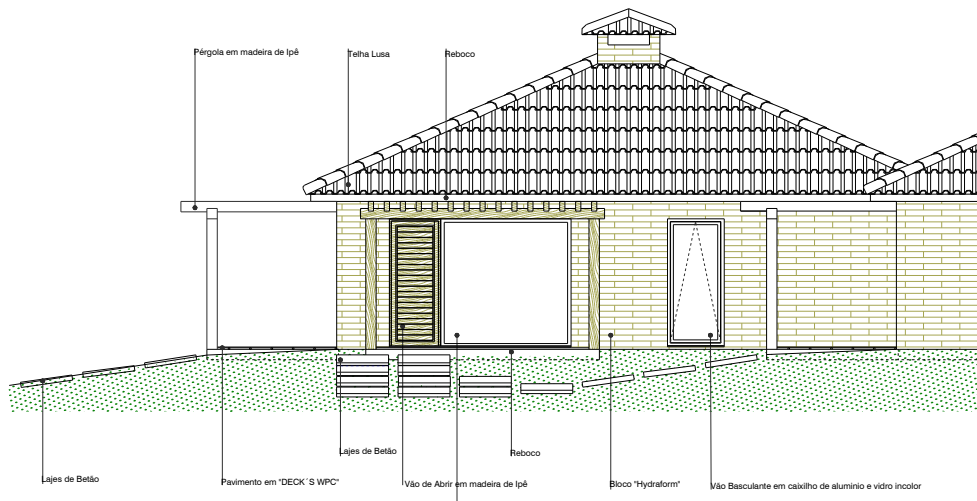 Pérgola em madeira de Ipê
Telha Lusa
Reboco
Lajes de Betão
Reboco
Lajes de Betão
Pavimento em "DECK´S WPC"
Vão de Abrir em madeira de Ipê
Bloco "Hydraform"
Vão Basculante em caixilho de aluminio e vidro incolor